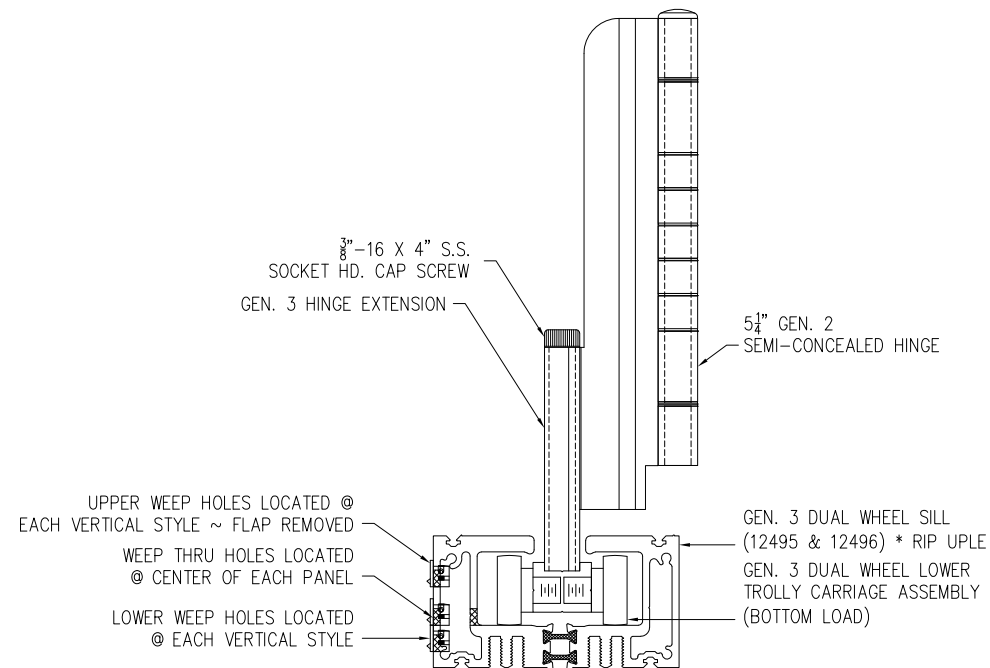 3/8"-16 X 4" S.S.
SOCKET HD. CAP SCREW
GEN. 3 HINGE EXTENSION
5 1/4" GEN. 2
SEMI-CONCEALED HINGE
UPPER WEEP HOLES LOCATED @
EACH VERTICAL STYLE ~ FLAP REMOVED
WEEP THRU HOLES LOCATED
@ CENTER OF EACH PANEL
LOWER WEEP HOLES LOCATED
@ EACH VERTICAL STYLE
GEN. 3 DUAL WHEEL SILL
(12495 & 12496) * RIP UPLE
GEN. 3 DUAL WHEEL LOWER
TROLLY CARRIAGE ASSEMBLY
(BOTTOM LOAD)